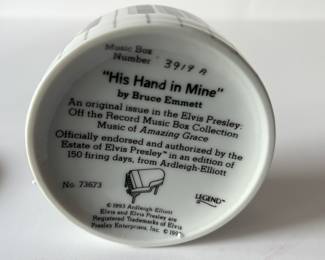 Music Box
Number 3919 A
"His Hand in Mine"
by Bruce Emmett
An original issue in the Elvis Presley:
Off the Record Music Box Collection
Music of Amazing Grace
Officially endorsed and authorized by the
Estate of Elvis Presley™ in an edition of
150 firing days, from Ardleigh-Elliott
No. 73673
LEGEND™
© 1993 Ardleigh Elliott
Elvis and Elvis Presley are
Registered Trademarks of Elvis
Presley Enterprises, Inc. © 199